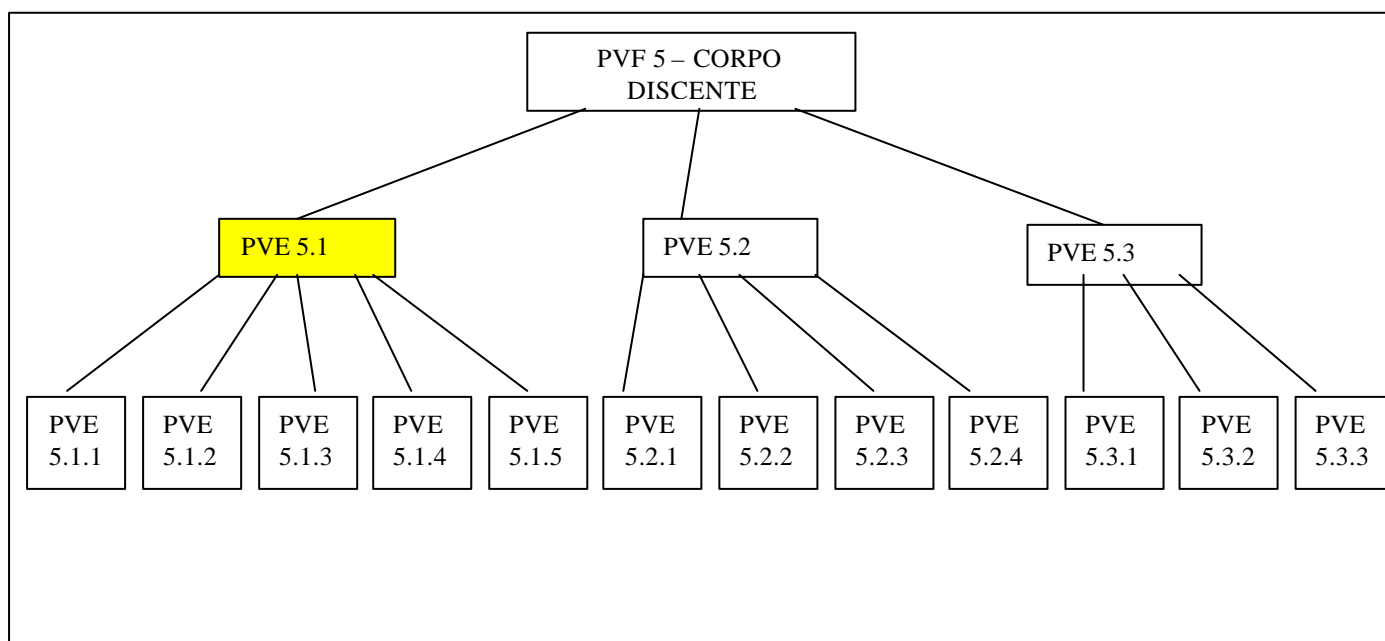 PVF 5 – CORPO
DISCENTE
PVE 5.1
PVE 5.2
PVE 5.3
PVE
5.1.1
PVE
5.1.2
PVE
5.1.3
PVE
5.1.4
PVE
5.1.5
PVE
5.2.1
PVE
5.2.2
PVE
5.2.3
PVE
5.2.4
PVE
5.3.1
PVE
5.3.2
PVE
5.3.3